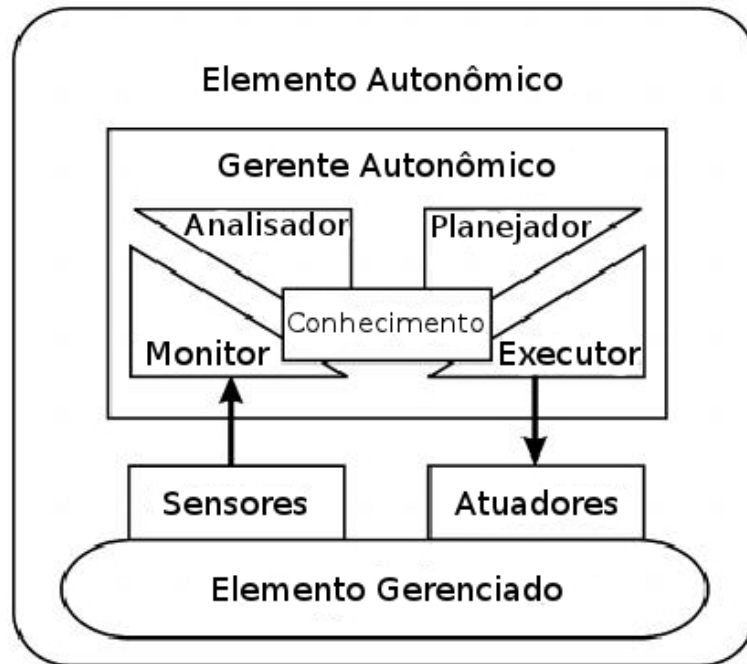 Elemento Autonômico
Gerente Autonômico
Analisador
Planejador
Conhecimento
Monitor
Executor
Sensores
Atuadores
Elemento Gerenciado